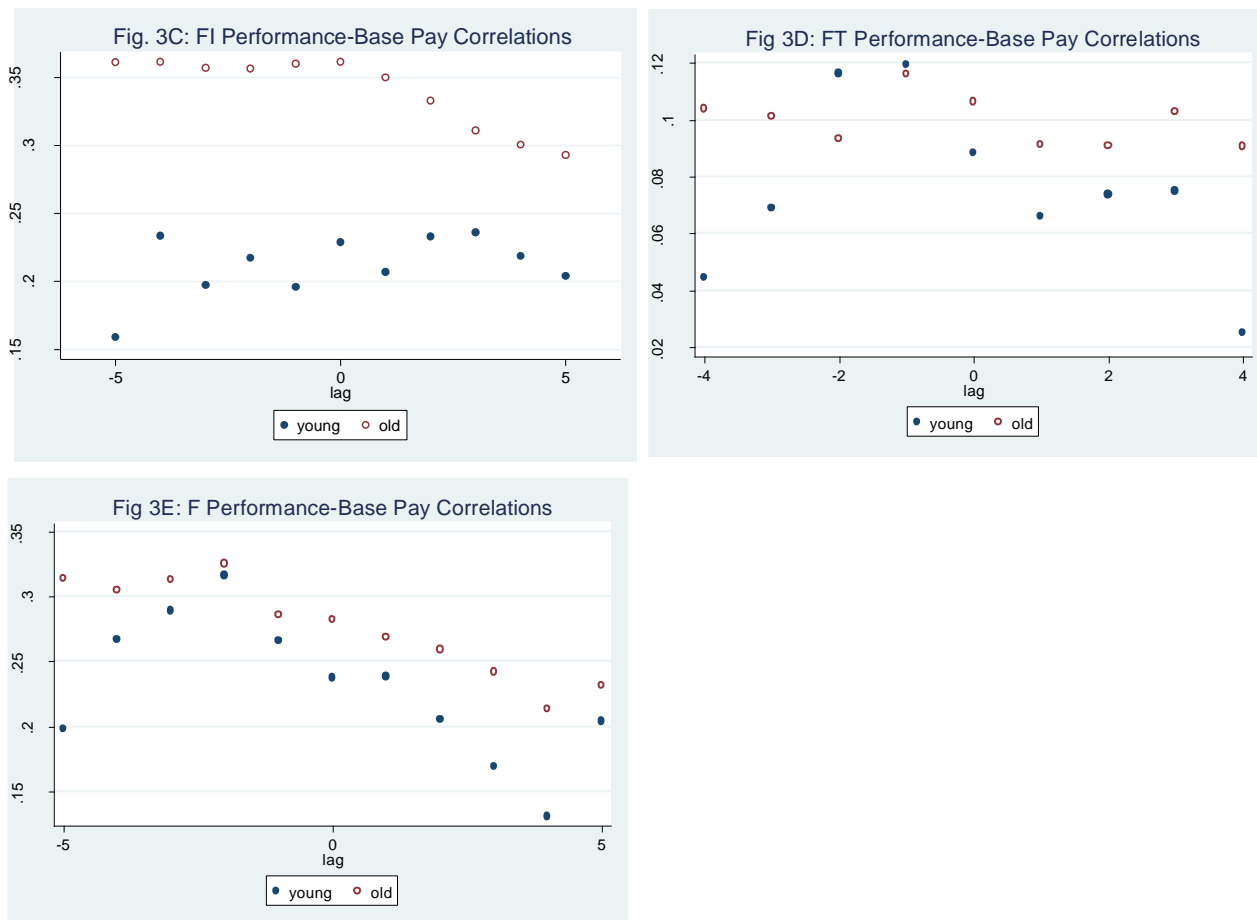 Fig. 3C: FI Performance-Base Pay Correlations
.35
.3
.25
.2
.15
-5 0 5
lag
young old
Fig 3D: FT Performance-Base Pay Correlations
.12
.1
.08
.06
.04
.02
-4 -2 0 2 4
lag
young old
Fig 3E: F Performance-Base Pay Correlations
.35
.3
.25
.2
.15
-5 0 5
lag
young old